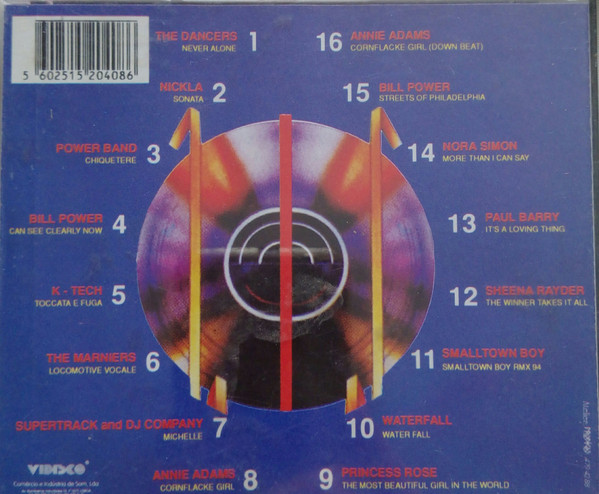 THE DANCERS 1
NEVER ALONE
NICKLA 2
SONATA
POWER BAND 3
CHIQUETERE
BILL POWER 4
CAN SEE CLEARLY NOW
K - TECH 5
TOCCATA E FUGA
THE MARNIERS 6
LOCOMOTIVE VOCALE
SUPERTRACK and DJ COMPANY 7
MICHELLE
ANNIE ADAMS 8
CORNFLACKE GIRL
9 PRINCESS ROSE
THE MOST BEAUTIFUL GIRL IN THE WORLD
10 WATERFALL
WATER FALL
11 SMALLTOWN BOY
SMALLTOWN BOY RMX 94
12 SHEENA RAYDER
THE WINNER TAKES IT ALL
13 PAUL BARRY
IT'S A LOVING THING
14 NORA SIMON
MORE THAN I CAN SAY
15 BILL POWER
STREETS OF PHILADELPHIA
16 ANNIE ADAMS
CORNFLACKE GIRL (DOWN BEAT)
5 602515 204086
VIDISCO
Comércio e Indústria de Som, Lda